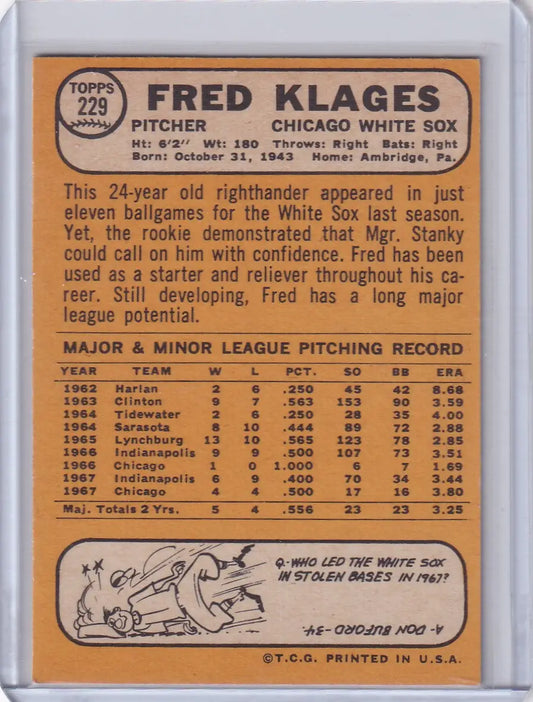 TOPPS
229
FRED KLAGES
PITCHER CHICAGO WHITE SOX
Ht: 6'2" Wt: 180 Throws: Right Bats: Right
Born: October 31, 1943 Home: Ambridge, Pa.
This 24-year old righthander appeared in just
eleven ballgames for the White Sox last season.
Yet, the rookie demonstrated that Mgr. Stanky
could call on him with confidence. Fred has been
used as a starter and reliever throughout his ca-
reer. Still developing, Fred has a long major
league potential.
MAJOR & MINOR LEAGUE PITCHING RECORD
YEAR TEAM W L PCT. SO BB ERA
1962 Harlan 2 6 .250 45 42 8.68
1963 Clinton 9 7 .563 153 90 3.59
1964 Tidewater 2 6 .250 28 35 4.00
1964 Sarasota 8 10 .444 89 72 2.88
1965 Lynchburg 13 10 .565 123 78 2.85
1966 Indianapolis 9 9 .500 107 73 3.51
1966 Chicago 1 0 1.000 6 7 1.69
1967 Indianapolis 6 9 .400 70 34 3.44
1967 Chicago 4 4 .500 17 16 3.80
Maj. Totals 2 Yrs. 5 4 .556 23 23 3.25
Q-WHO LED THE WHITE SOX
IN STOLEN BASES IN 1967?
A-DON BUFORD-34.
©T.C.G. PRINTED IN U.S.A.